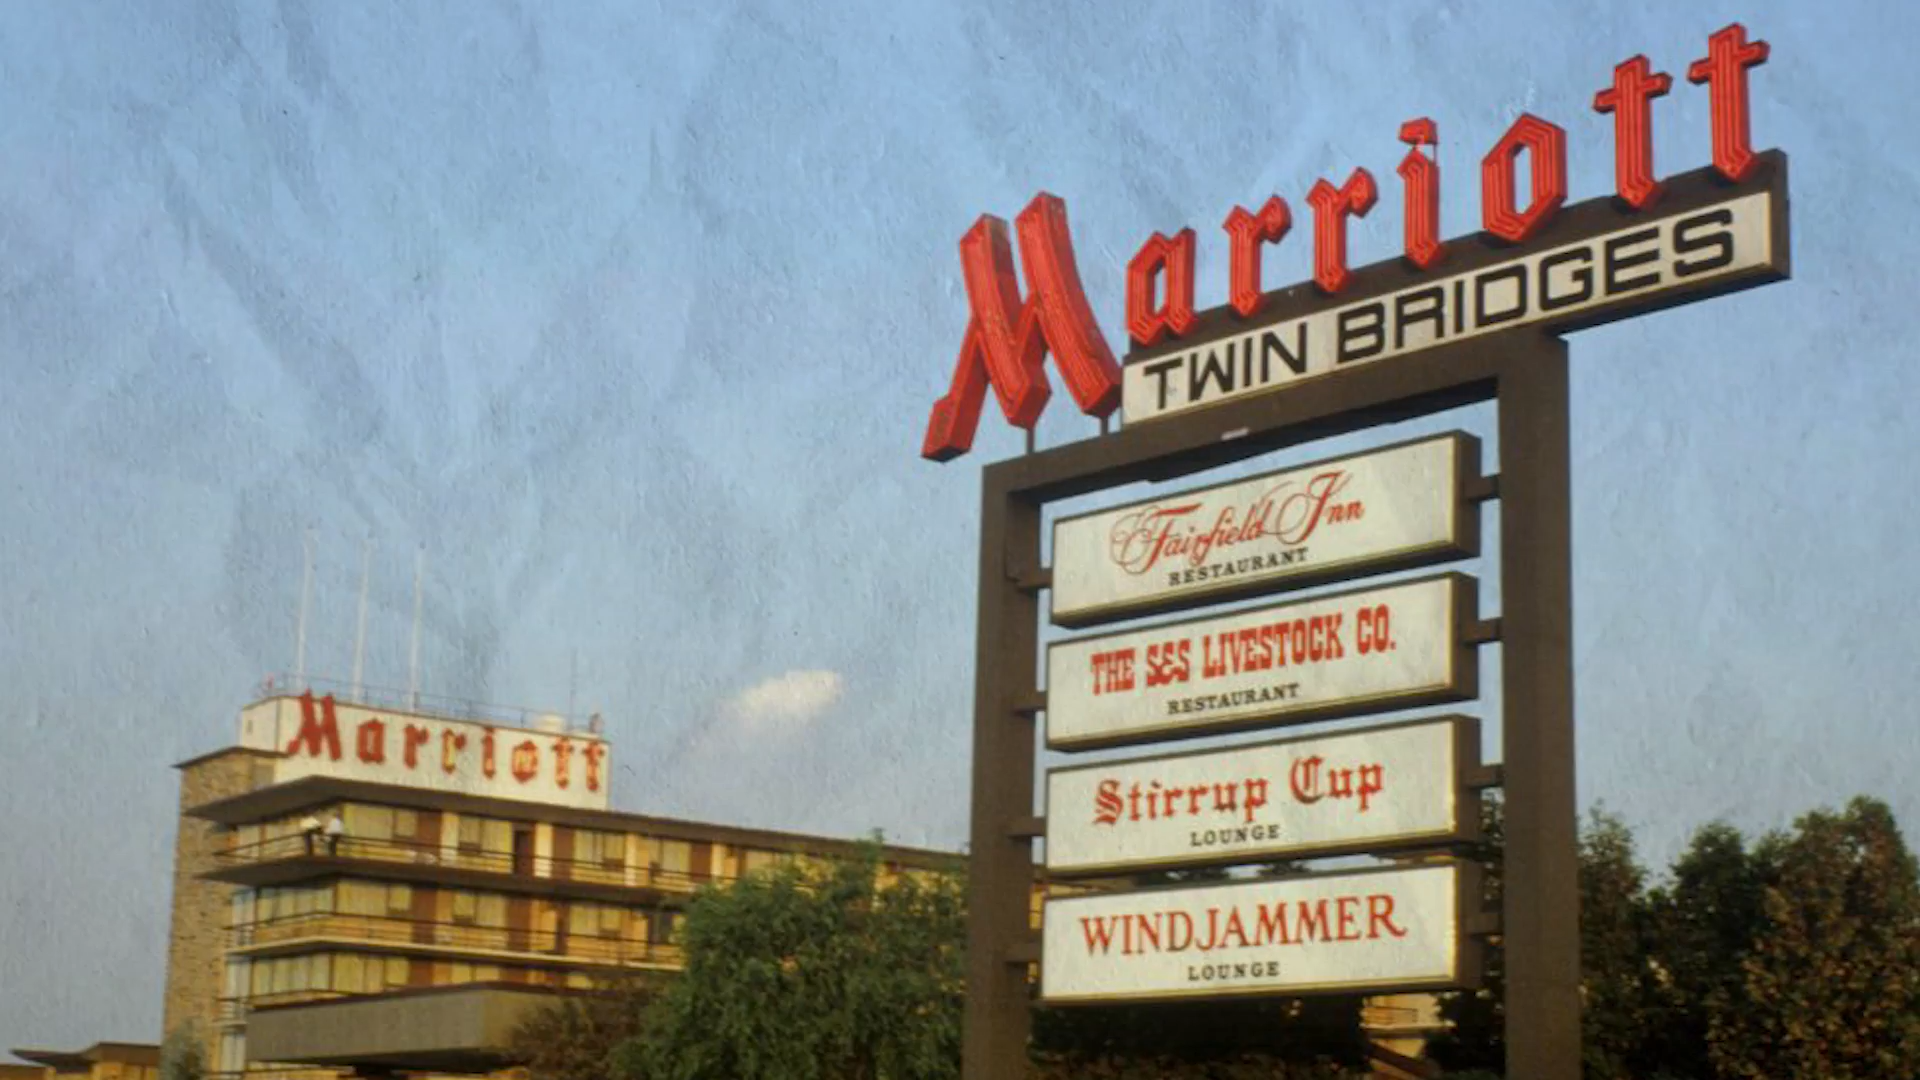 Marriott
TWIN BRIDGES
Fairfield Inn
RESTAURANT
THE S&S LIVESTOCK CO.
RESTAURANT
Stirrup Cup
LOUNGE
WINDJAMMER
LOUNGE
Marriott